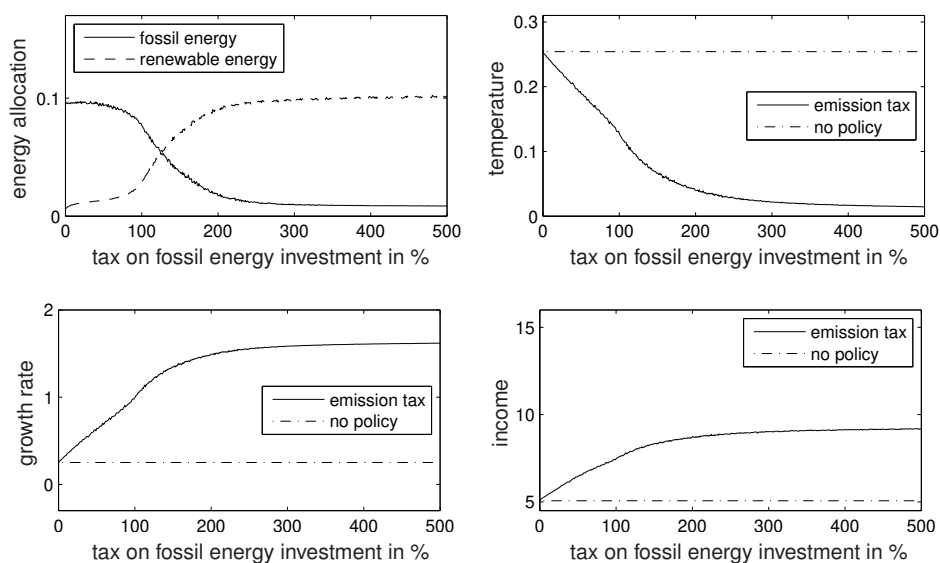 fossil energy
renewable energy
energy allocation
0.1
0
0 100 200 300 400 500
tax on fossil energy investment in %
temperature
0.3
0.2
0.1
0
emission tax
no policy
0 100 200 300 400 500
tax on fossil energy investment in %
growth rate
2
1
0
emission tax
no policy
0 100 200 300 400 500
tax on fossil energy investment in %
income
15
10
5
emission tax
no policy
0 100 200 300 400 500
tax on fossil energy investment in %